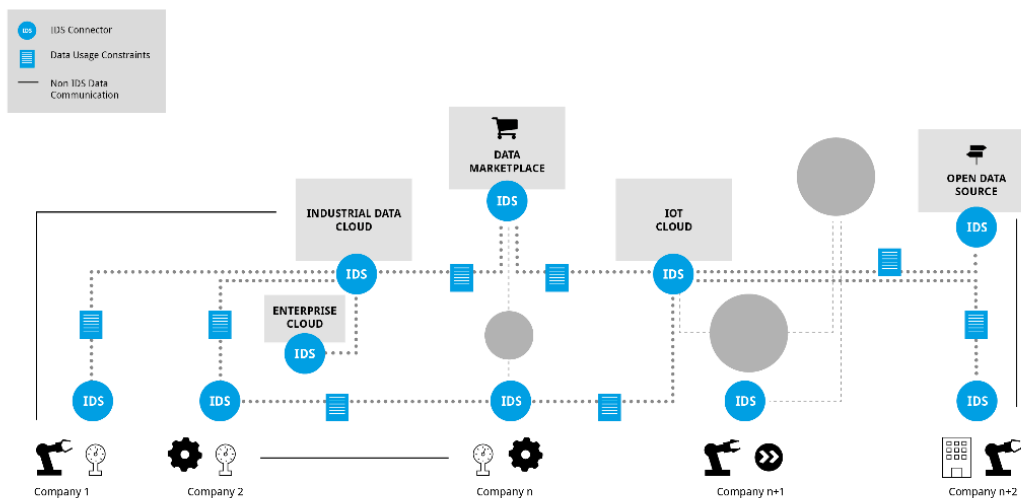 IDS
IDS Connector
Data Usage Constraints
Non IDS Data
Communication
DATA
MARKETPLACE
IDS
OPEN DATA
SOURCE
IDS
INDUSTRIAL DATA
CLOUD
IDS
IOT
CLOUD
IDS
ENTERPRISE
CLOUD
IDS
IDS
IDS
IDS
IDS
IDS
Company 1
Company 2
Company n
Company n+1
Company n+2